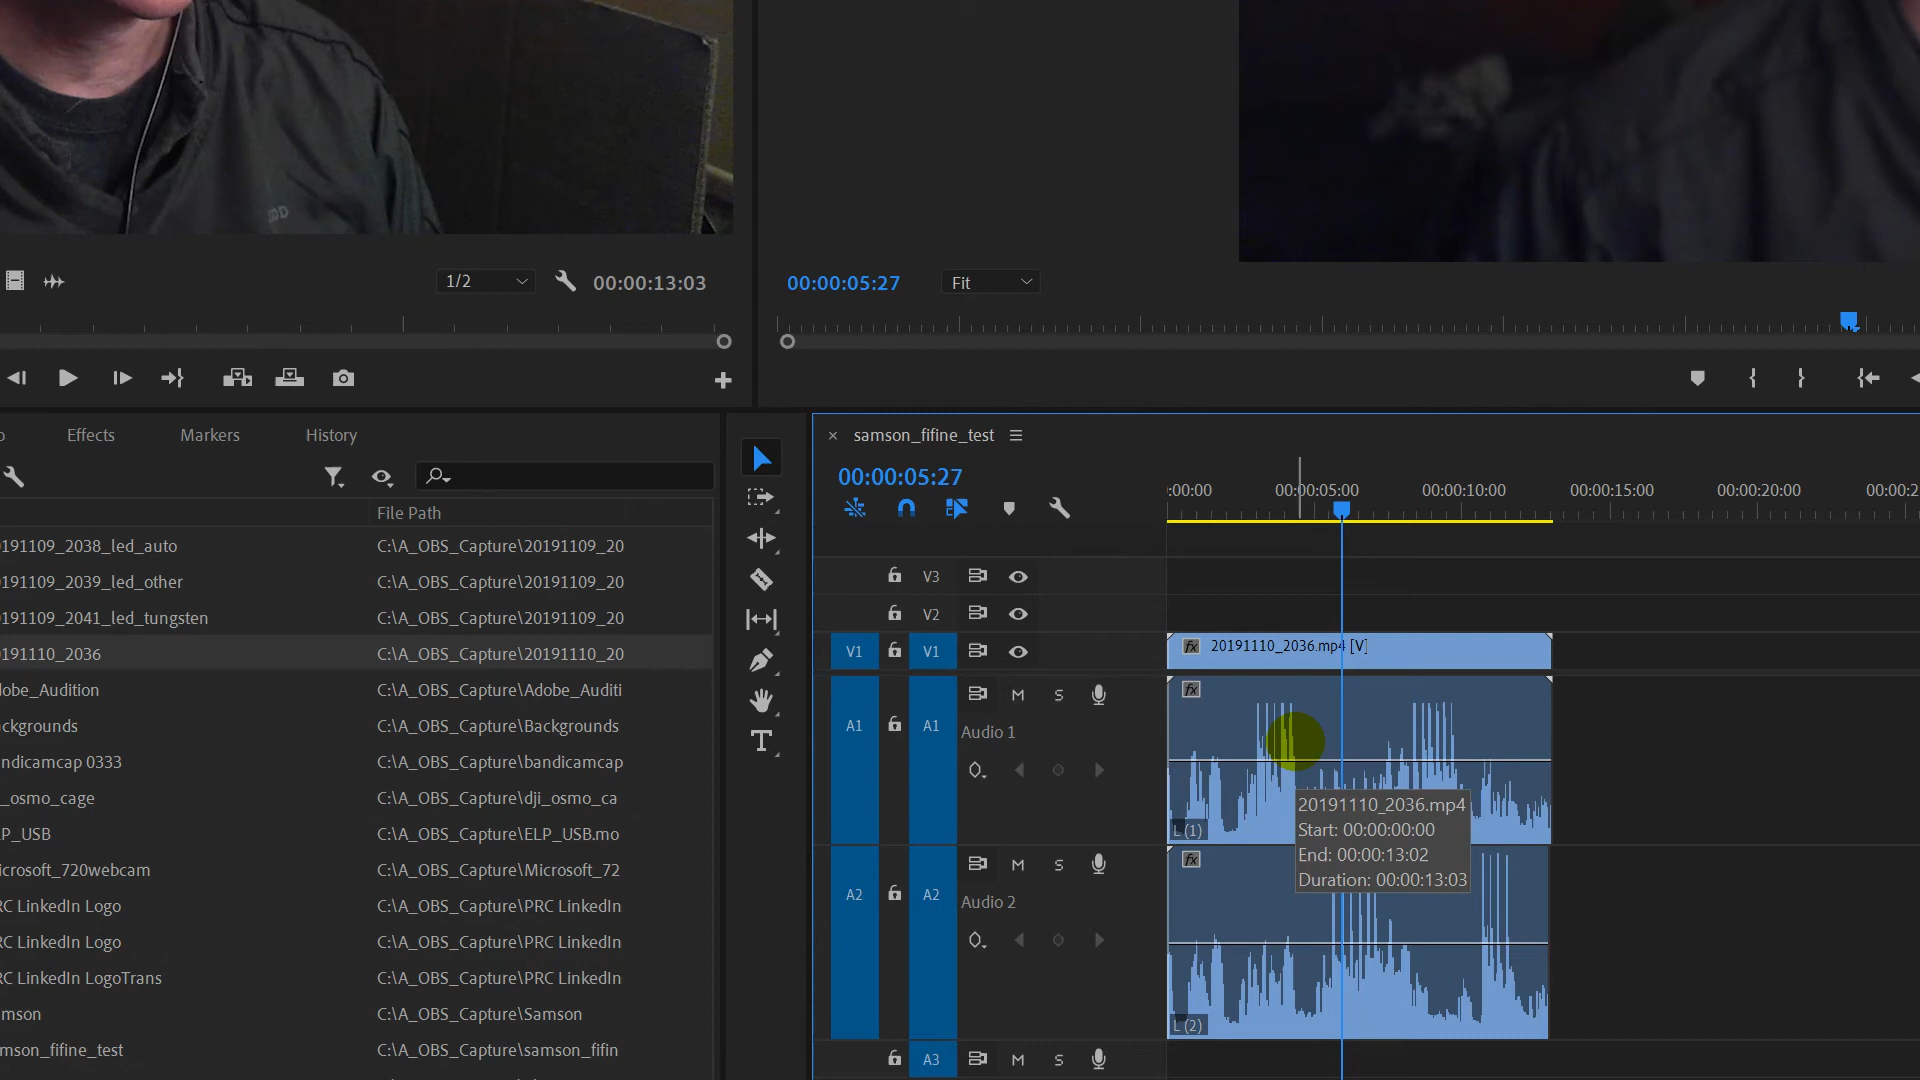 1/2
00:00:13:03
00:00:05:27
Fit
Effects
Markers
History
File Path
191109_2038_led_auto C:\A_OBS_Capture\20191109_20
191109_2039_led_other C:\A_OBS_Capture\20191109_20
191109_2041_led_tungsten C:\A_OBS_Capture\20191109_20
191110_2036 C:\A_OBS_Capture\20191110_20
lobe_Audition C:\A_OBS_Capture\Adobe_Auditi
ckgrounds C:\A_OBS_Capture\Backgrounds
ndicamcap 0333 C:\A_OBS_Capture\bandicamcap
_osmo_cage C:\A_OBS_Capture\dji_osmo_ca
P_USB C:\A_OBS_Capture\ELP_USB.mo
icrosoft_720webcam C:\A_OBS_Capture\Microsoft_72
RC LinkedIn Logo C:\A_OBS_Capture\PRC LinkedIn
RC LinkedIn Logo C:\A_OBS_Capture\PRC LinkedIn
RC LinkedIn LogoTrans C:\A_OBS_Capture\PRC LinkedIn
mson C:\A_OBS_Capture\Samson
mson_fifine_test C:\A_OBS_Capture\samson_fifin
samson_fifine_test
00:00:05:27
:00:00 00:00:05:00 00:00:10:00 00:00:15:00 00:00:20:00 00:00:2
V3
V2
V1 V1
fx 20191110_2036.mp4 [V]
A1 A1 M S
Audio 1
fx
L (1)
20191110_2036.mp4
Start: 00:00:00:00
End: 00:00:13:02
Duration: 00:00:13:03
A2 A2 M S
Audio 2
fx
L (2)
A3 M S